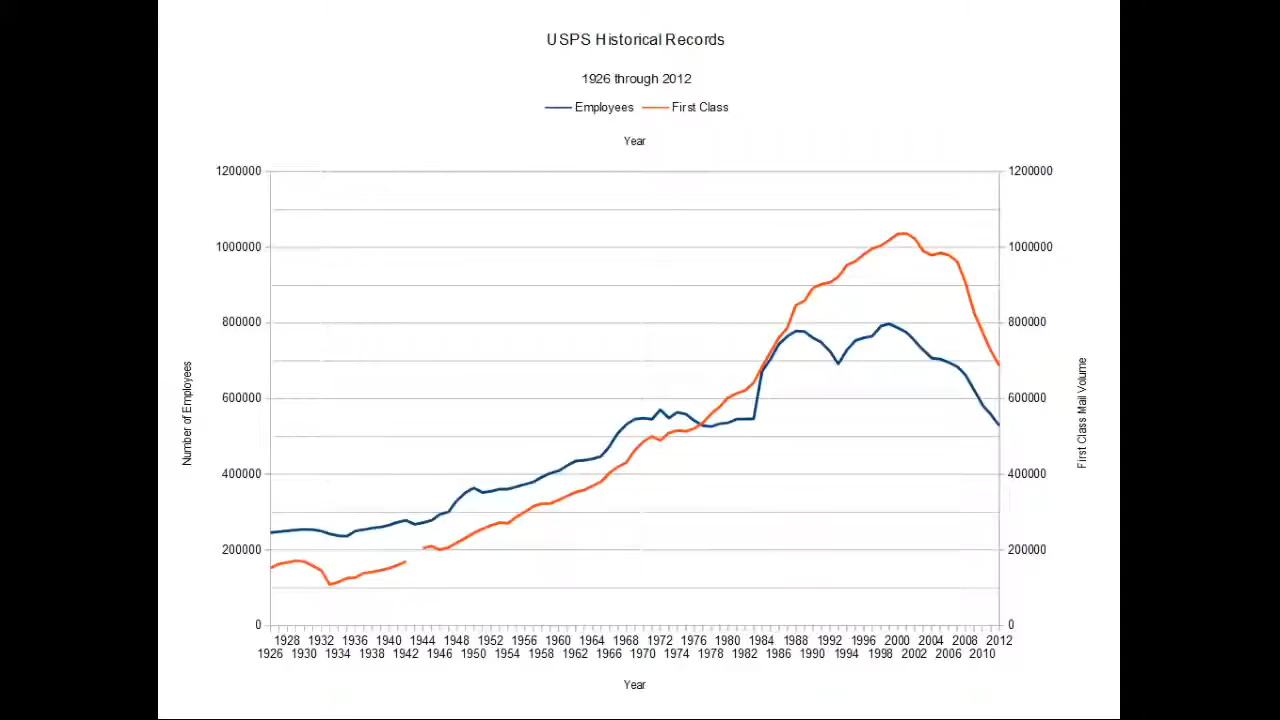 USPS Historical Records
1926 through 2012
Employees First Class
Year
1200000 1200000
1000000 1000000
800000 800000
600000 600000
400000 400000
200000 200000
0 0
Number of Employees
First Class Mail Volume
1928 1932 1936 1940 1944 1948 1952 1956 1960 1964 1968 1972 1976 1980 1984 1988 1992 1996 2000 2004 2008 2012
1926 1930 1934 1938 1942 1946 1950 1954 1958 1962 1966 1970 1974 1978 1982 1986 1990 1994 1998 2002 2006 2010
Year